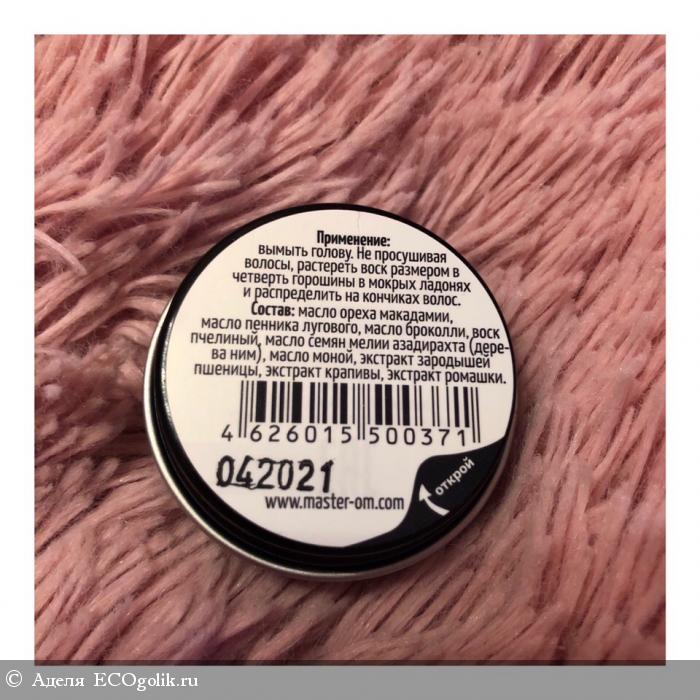 Применение:
вымыть голову. Не просушивая
волосы, растереть воск размером в
четверть горошины в мокрых ладонях
и распределить на кончиках волос.
Состав: масло ореха макадамии,
масло пенника лугового, масло броколли, воск
пчелиный, масло семян мелии азадирахта (дере-
ва ним), масло моной, экстракт зародышей
пшеницы, экстракт крапивы, экстракт ромашки.
4 626015 500371
042021
открой
www.master-om.com
© Аделя ECOgolik.ru